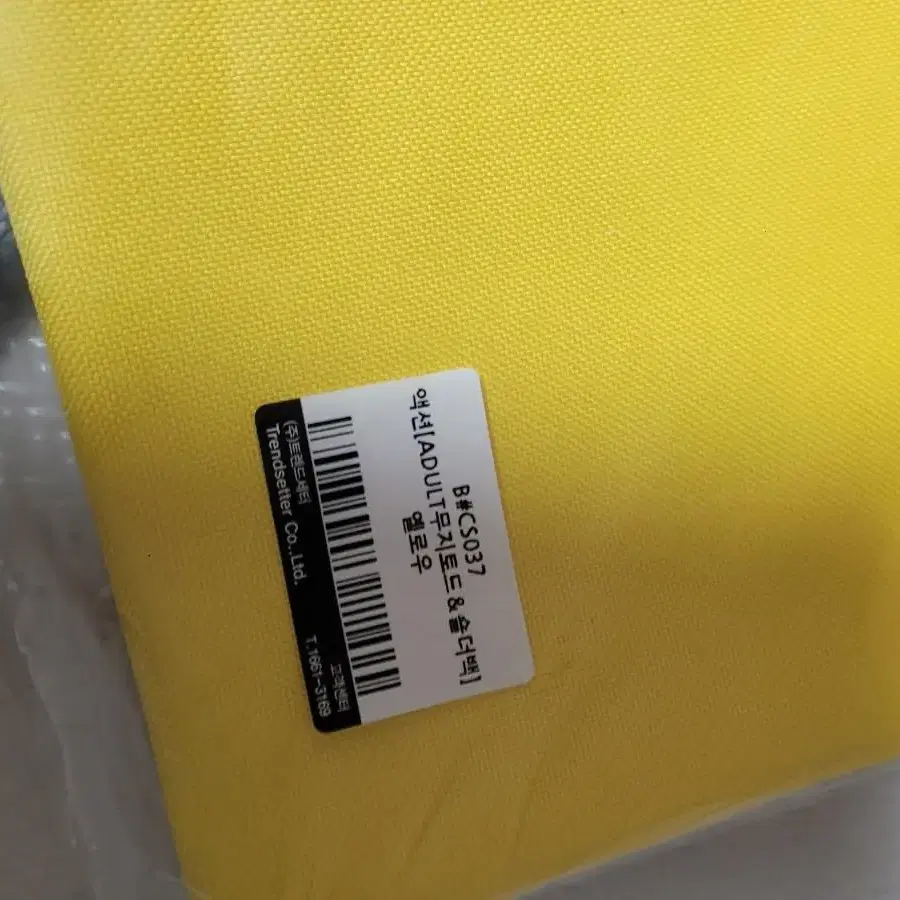 B#CS037
액션[ADULT무지토드&숄더백]
옐로우
(주)트렌드세터
고객센터
Trendsetter Co.,Ltd.
T.1661-3169